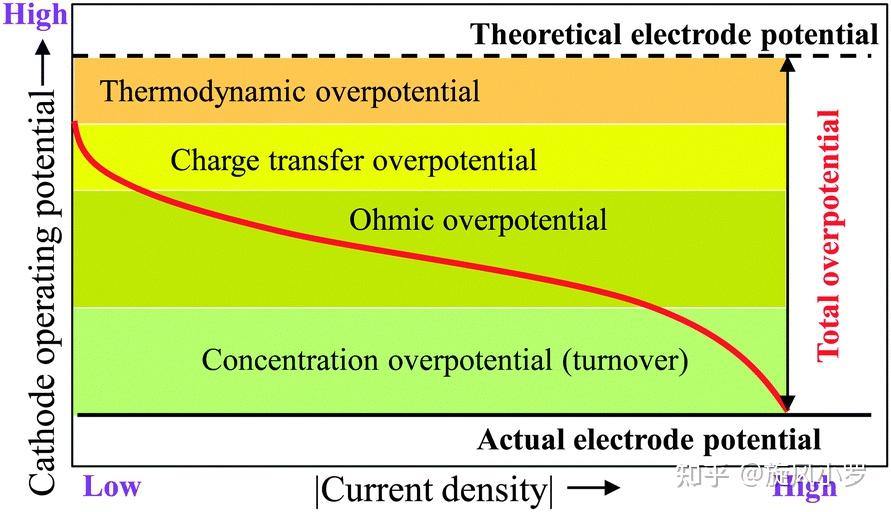 High
Theoretical electrode potential
Thermodynamic overpotential
Charge transfer overpotential
Ohmic overpotential
Concentration overpotential (turnover)
Total overpotential
Cathode operating potential
Actual electrode potential
Low
|Current density|
High
知乎 @旋风小罗